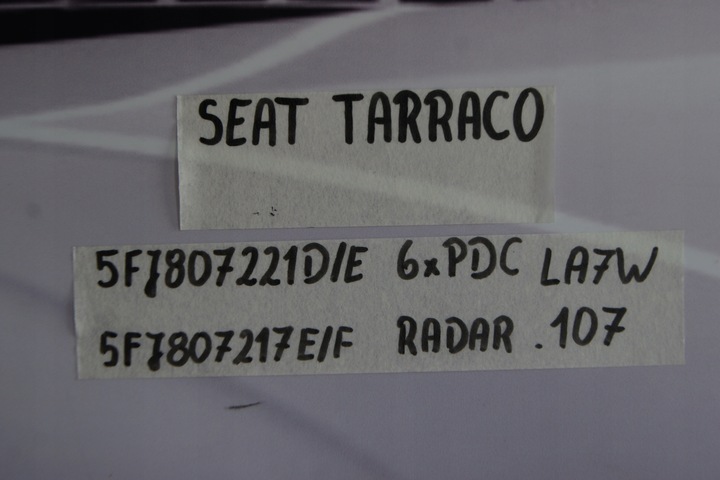 SEAT TARRACO
5FJ807221D/E 6xPDC LA7W
5FJ807217E/F RADAR .107